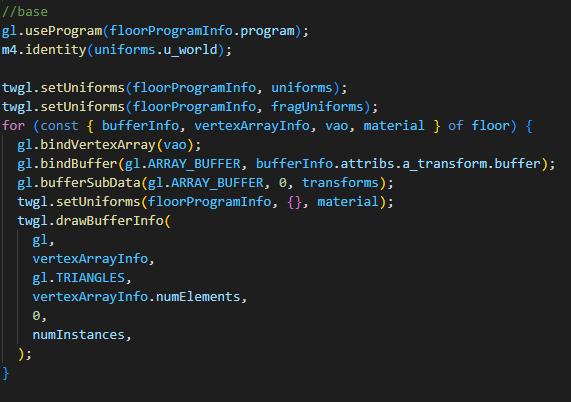 //base
gl.useProgram(floorProgramInfo.program);
m4.identity(uniforms.u_world);

twgl.setUniforms(floorProgramInfo, uniforms);
twgl.setUniforms(floorProgramInfo, fragUniforms);
for (const { bufferInfo, vertexArrayInfo, vao, material } of floor) {
  gl.bindVertexArray(vao);
  gl.bindBuffer(gl.ARRAY_BUFFER, bufferInfo.attribs.a_transform.buffer);
  gl.bufferSubData(gl.ARRAY_BUFFER, 0, transforms);
  twgl.setUniforms(floorProgramInfo, {}, material);
  twgl.drawBufferInfo(
    gl,
    vertexArrayInfo,
    gl.TRIANGLES,
    vertexArrayInfo.numElements,
    0,
    numInstances,
  );
}